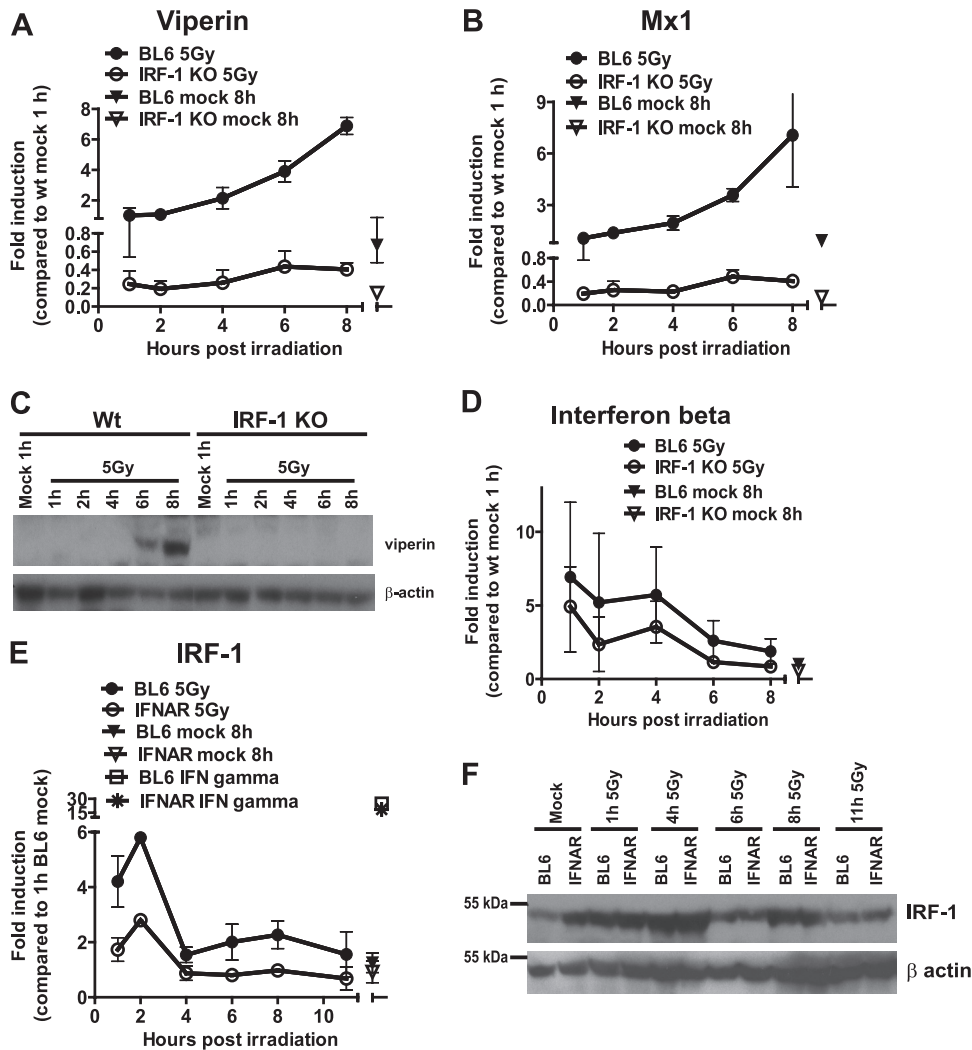 A
Viperin
BL6 5Gy
IRF-1 KO 5Gy
BL6 mock 8h
IRF-1 KO mock 8h
Fold induction
(compared to wt mock 1 h)
8
6
4
2
0.8
0.6
0.4
0.2
0.0
0 2 4 6 8
Hours post irradiation
B
Mx1
BL6 5Gy
IRF-1 KO 5Gy
BL6 mock 8h
IRF-1 KO mock 8h
Fold induction
(compared to wt mock 1 h)
9
7
3
0.8
0.4
0.0
0 2 4 6 8
Hours post irradiation
C
Wt IRF-1 KO
Mock 1h 5Gy Mock 1h 5Gy
1h 2h 4h 6h 8h 1h 2h 4h 6h 8h
viperin
β-actin
D
Interferon beta
BL6 5Gy
IRF-1 KO 5Gy
BL6 mock 8h
IRF-1 KO mock 8h
Fold induction
(compared to wt mock 1 h)
10
5
0
0 2 4 6 8
Hours post irradiation
E
IRF-1
BL6 5Gy
IFNAR 5Gy
BL6 mock 8h
IFNAR mock 8h
BL6 IFN gamma
IFNAR IFN gamma
Fold induction
(compared to 1h BL6 mock)
30
15
6
4
2
0
0 2 4 6 8 10
Hours post irradiation
F
Mock 1h 5Gy 4h 5Gy 6h 5Gy 8h 5Gy 11h 5Gy
BL6 IFNAR BL6 IFNAR BL6 IFNAR BL6 IFNAR BL6 IFNAR BL6 IFNAR
55 kDa
IRF-1
55 kDa
β actin